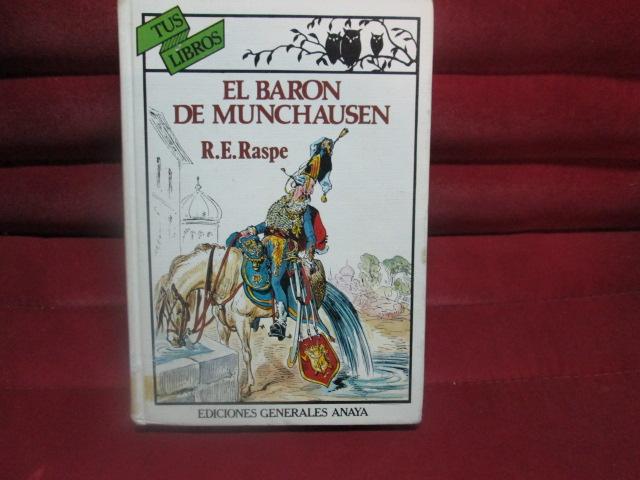 TUS
LIBROS
EL BARON
DE MUNCHAUSEN
R.E.Raspe
EDICIONES GENERALES ANAYA